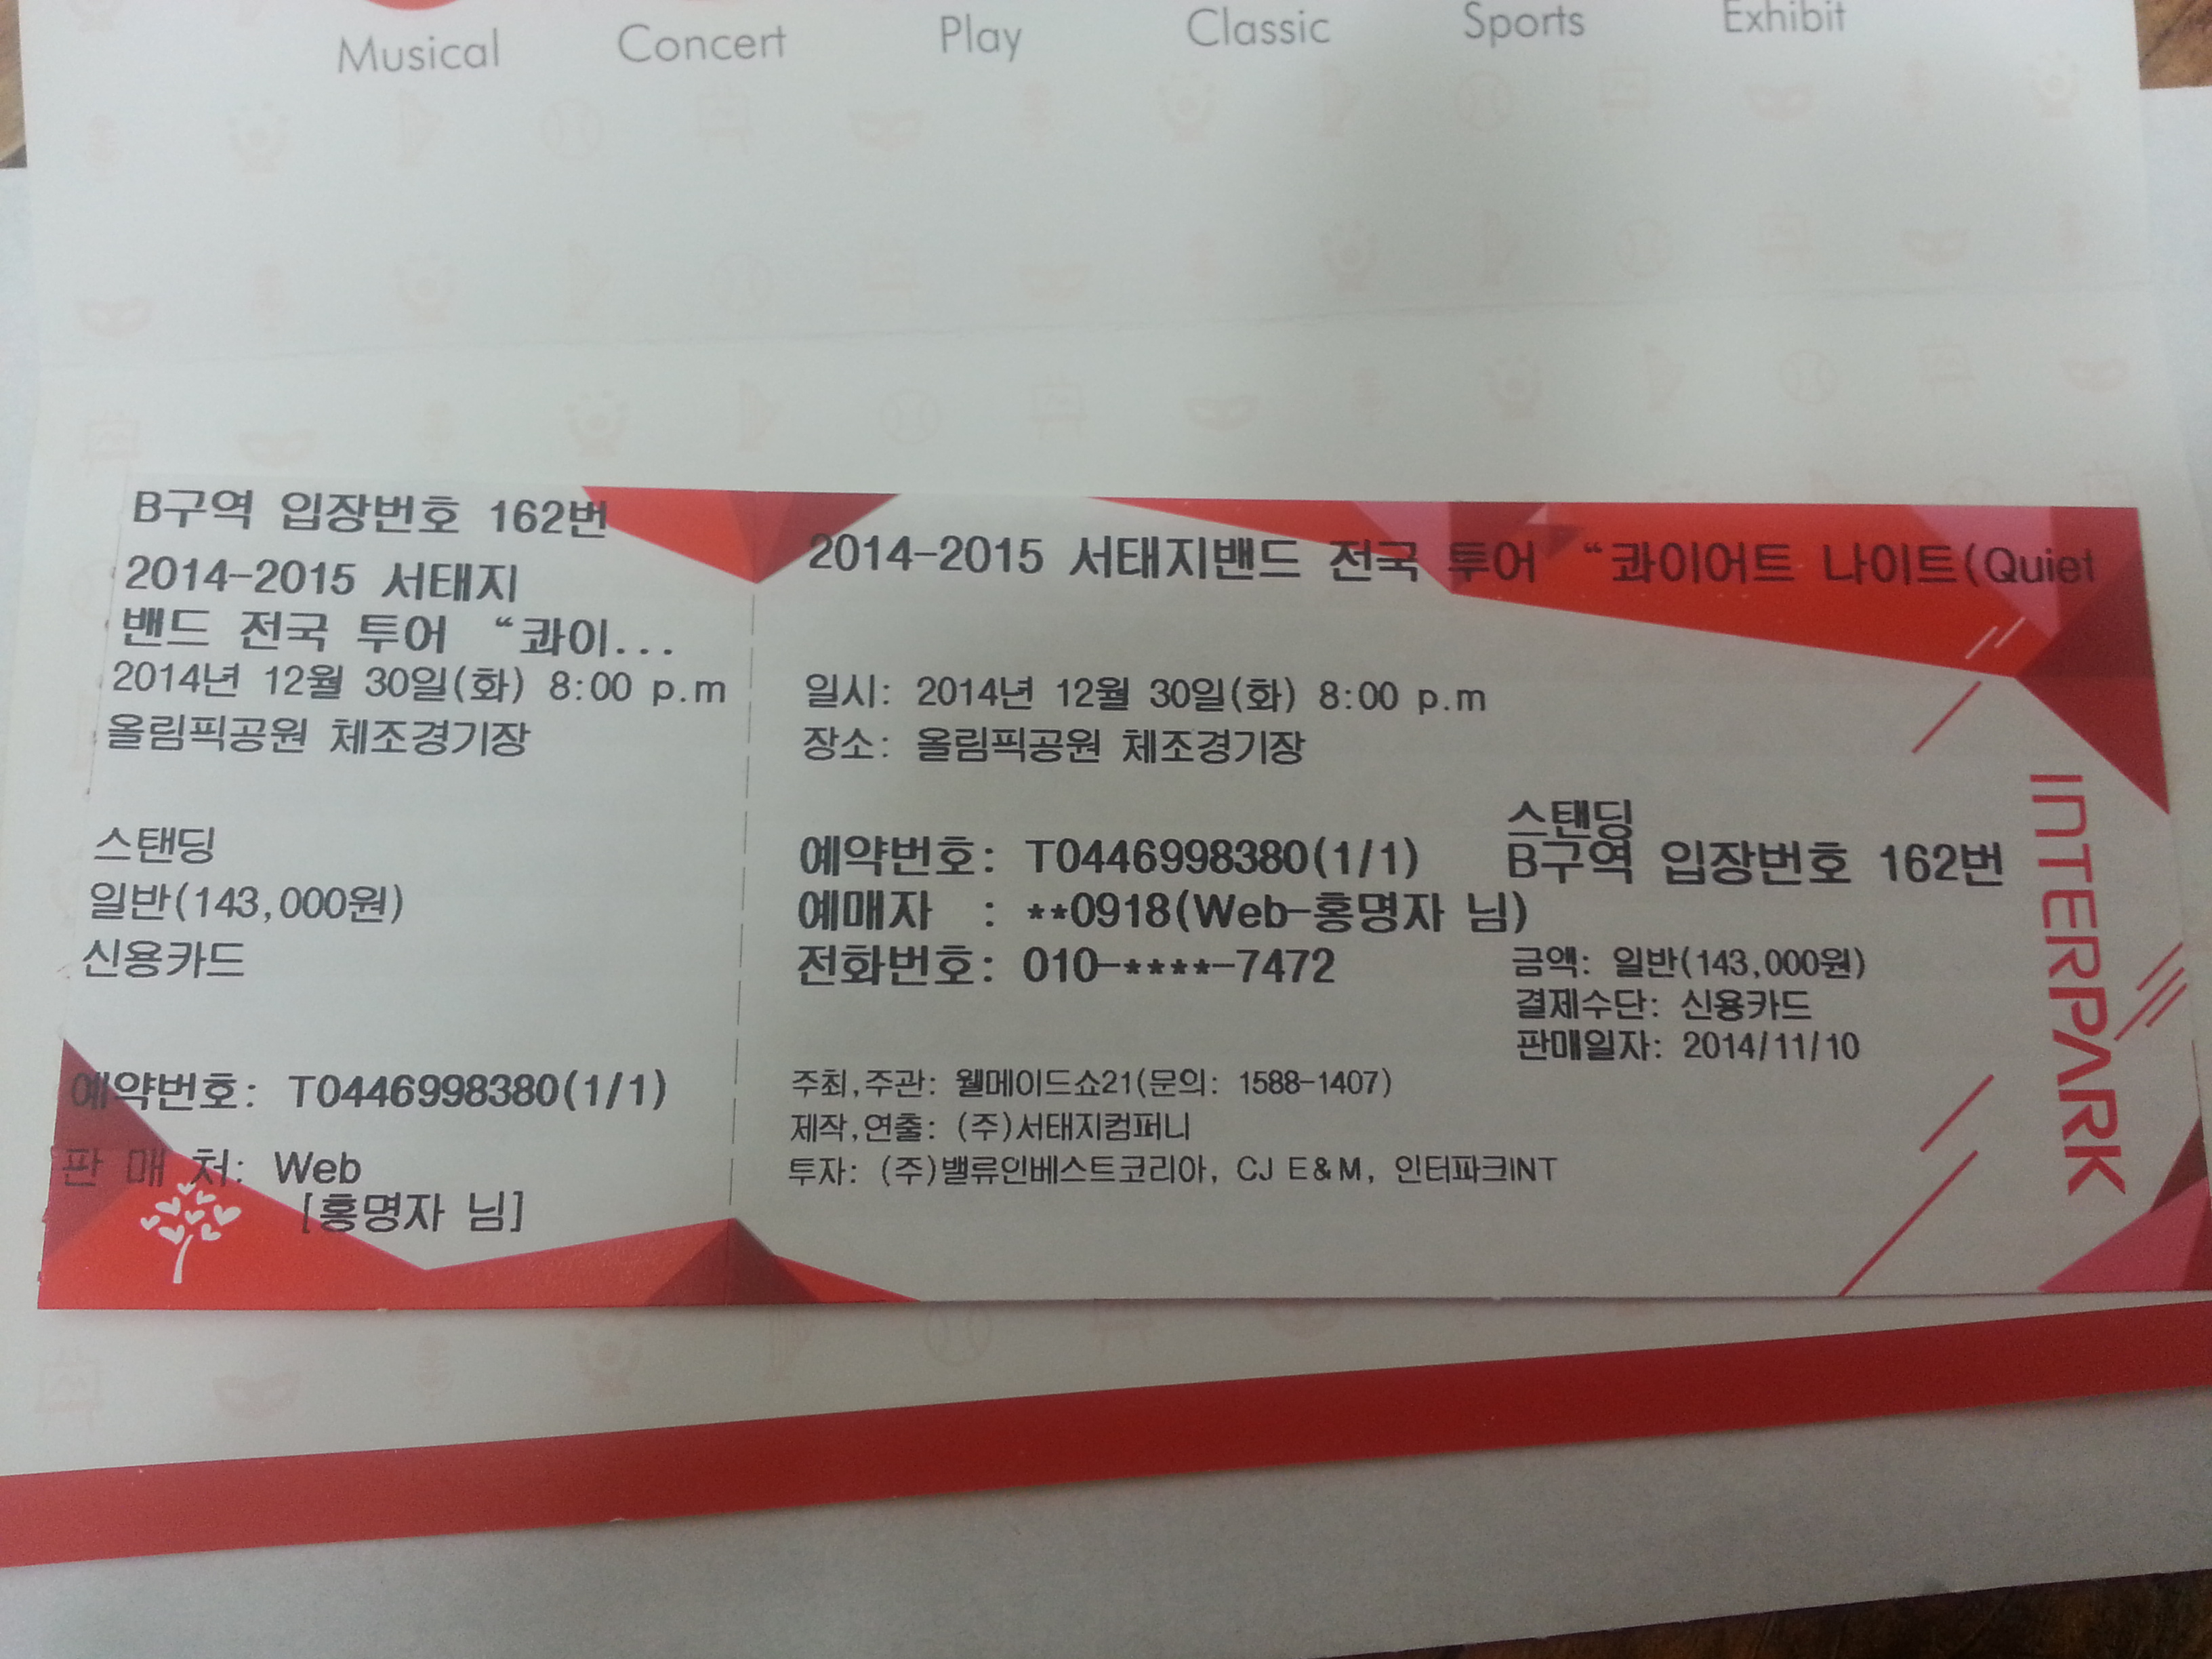 Musical Concert Play Classic Sports Exhibit
B구역 입장번호 162번
2014-2015 서태지
밴드 전국 투어 “콰이...
2014년 12월 30일(화) 8:00 p.m
올림픽공원 체조경기장
스탠딩
일반(143,000원)
신용카드
예약번호: T0446998380(1/1)
판 매 처: Web
[홍명자 님]
2014-2015 서태지밴드 전국 투어 “콰이어트 나이트(Quiet
일시: 2014년 12월 30일(화) 8:00 p.m
장소: 올림픽공원 체조경기장
스탠딩
B구역 입장번호 162번
예약번호: T0446998380(1/1)
예매자 : **0918(Web-홍명자 님)
전화번호: 010-****-7472
금액: 일반(143,000원)
결제수단: 신용카드
판매일자: 2014/11/10
주최,주관: 웰메이드쇼21(문의: 1588-1407)
제작,연출: (주)서태지컴퍼니
투자: (주)밸류인베스트코리아, CJ E&M, 인터파크INT
INTERPARK